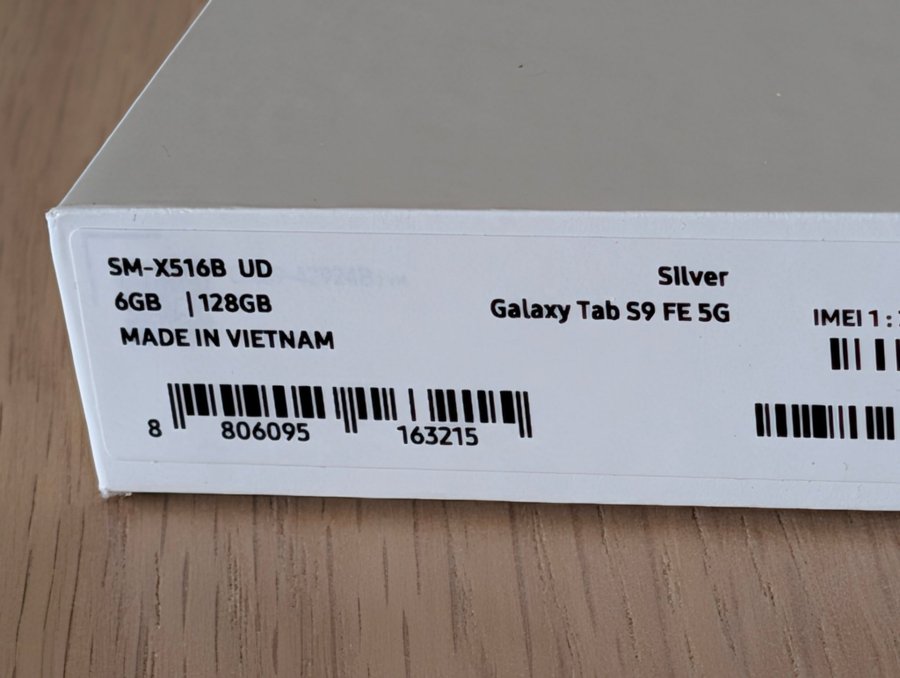 SM-X516B UD
6GB | 128GB
MADE IN VIETNAM
8 806095 163215
Silver
Galaxy Tab S9 FE 5G
IMEI 1 :